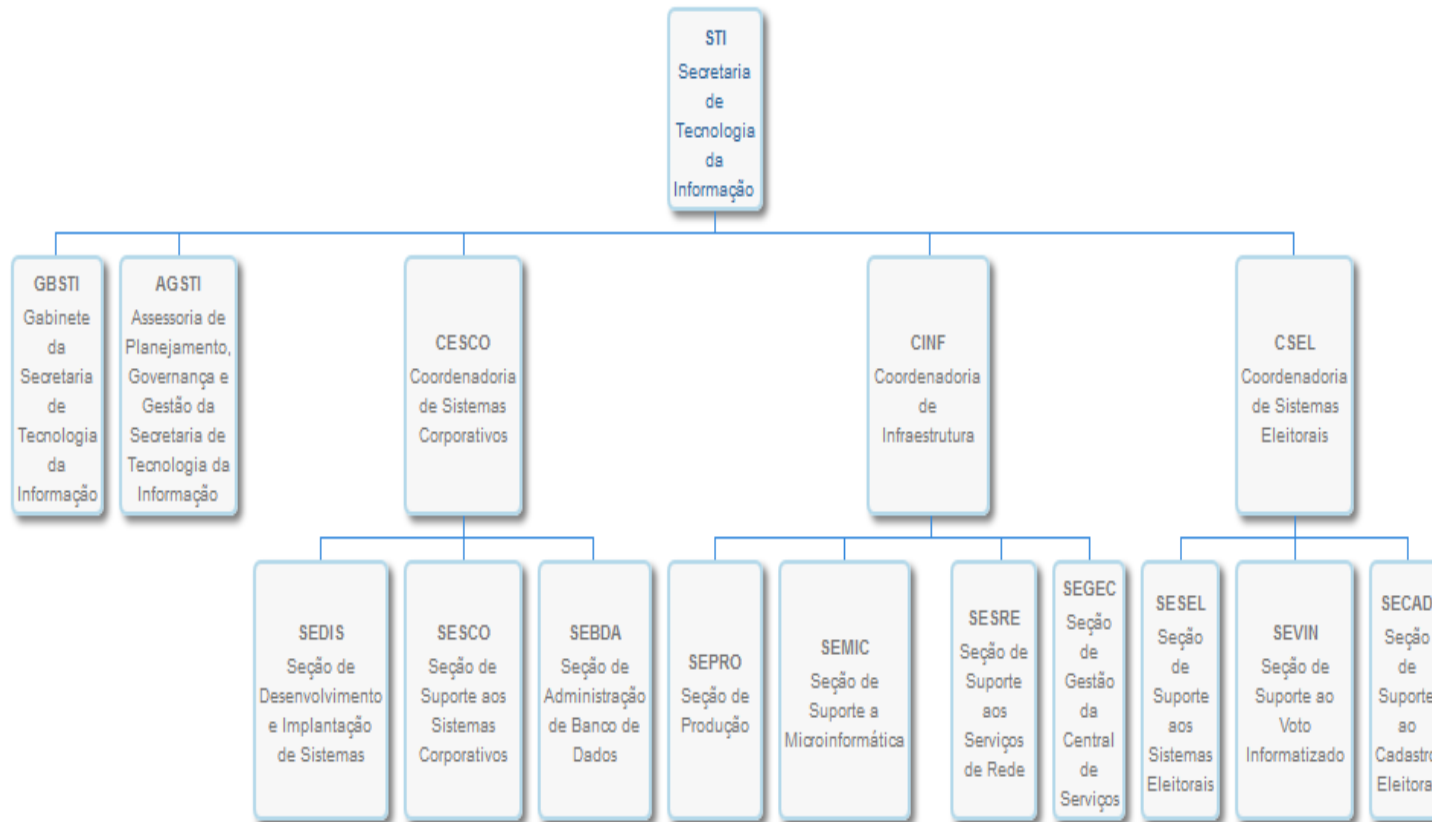 STI
Secretaria
de
Tecnologia
da
Informação
GBSTI
Gabinete
da
Secretaria
de
Tecnologia
da
Informação
AGSTI
Assessoria de
Planejamento,
Governança e
Gestão da
Secretaria de
Tecnologia da
Informação
CESCO
Coordenadoria
de Sistemas
Corporativos
CINF
Coordenadoria
de
Infraestrutura
CSEL
Coordenadoria
de Sistemas
Eleitorais
SEDIS
Seção de
Desenvolvimento
e Implantação
de Sistemas
SESCO
Seção de
Suporte aos
Sistemas
Corporativos
SEBDA
Seção de
Administração
de Banco de
Dados
SEPRO
Seção de
Produção
SEMIC
Seção de
Suporte a
Microinformática
SESRE
Seção de
Suporte
aos
Serviços
de Rede
SEGEC
Seção
de
Gestão
da
Central
de
Serviços
SESEL
Seção
de
Suporte
aos
Sistemas
Eleitorais
SEVIN
Seção de
Suporte ao
Voto
Informatizado
SECAD
Seção
de
Suporte
ao
Cadastro
Eleitoral